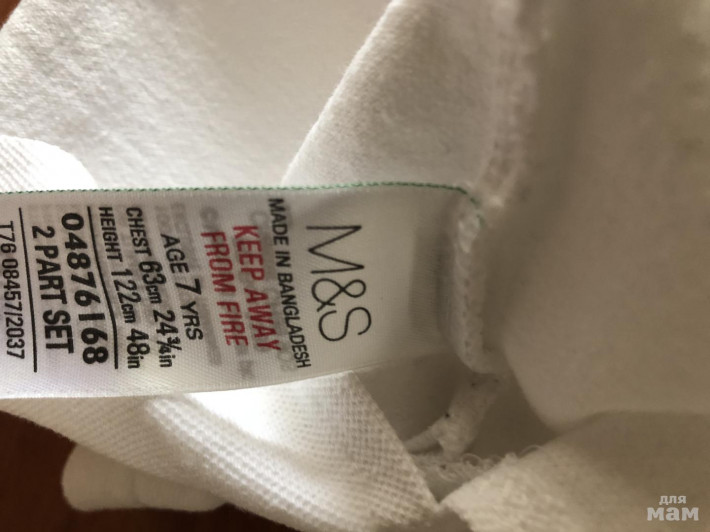 M&S
MADE IN BANGLADESH
KEEP AWAY
FROM FIRE
AGE 7 YRS
CHEST 63cm 24¾in
HEIGHT 122cm 48in
04876168
2 PART SET
T76 08457/2037
для
мам